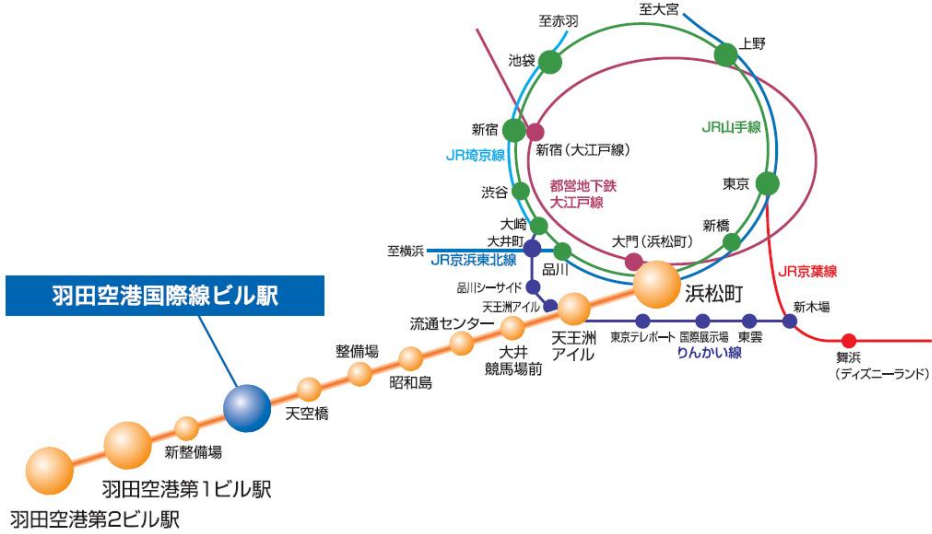 至赤羽
至大宮
池袋
上野
新宿
新宿（大江戸線）
JR山手線
JR埼京線
渋谷
都営地下鉄
大江戸線
東京
大崎
新橋
大井町
大門（浜松町）
至横浜
JR京浜東北線
品川
JR京葉線
羽田空港国際線ビル駅
品川シーサイド
浜松町
天王洲アイル
新木場
流通センター
天王洲
アイル
東京テレポート
国際展示場
東雲
りんかい線
整備場
大井
競馬場前
舞浜
（ディズニーランド）
昭和島
天空橋
新整備場
羽田空港第1ビル駅
羽田空港第2ビル駅